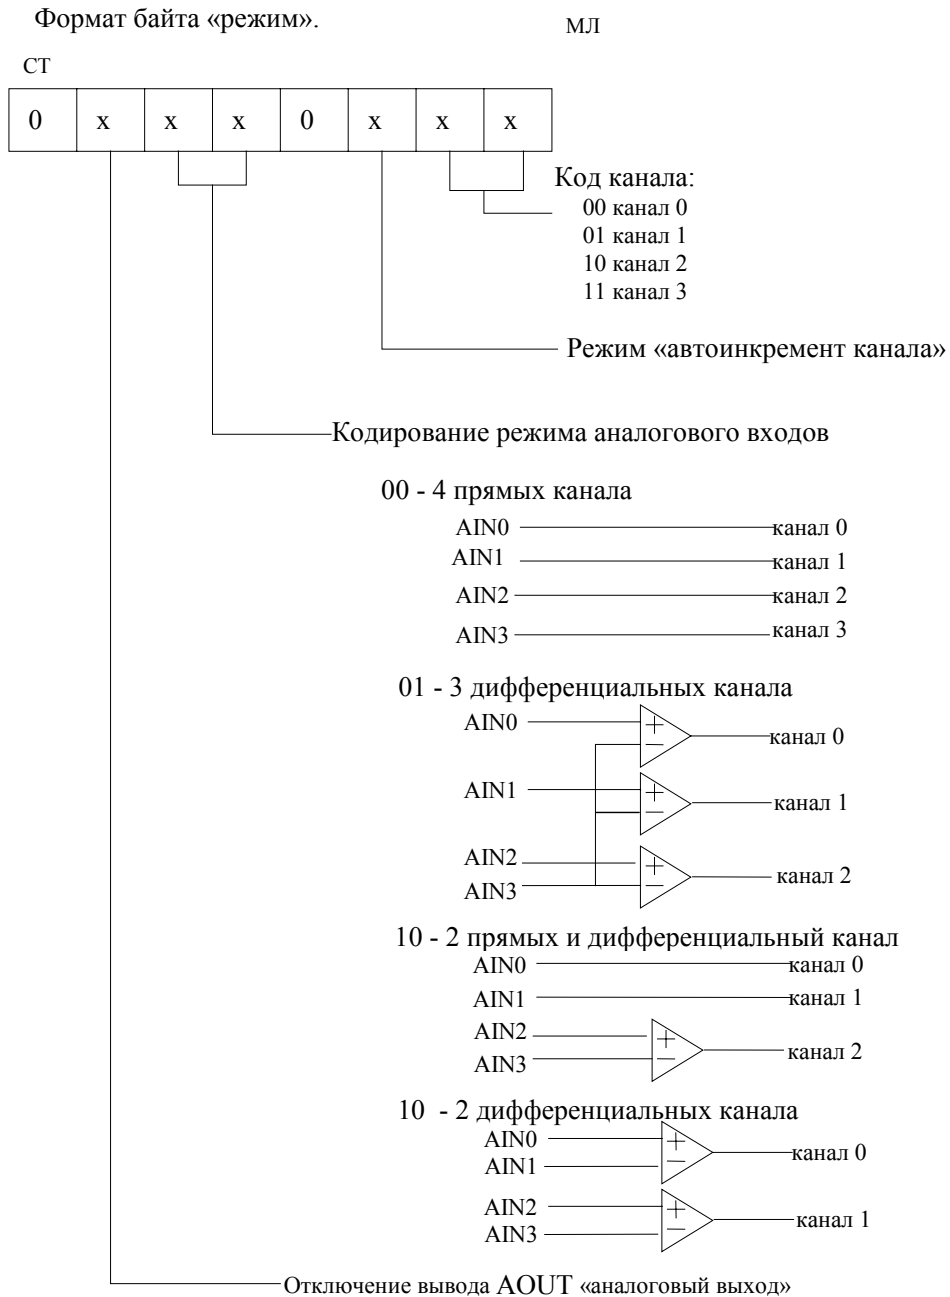 Формат байта «режим».
МЛ
СТ
0 x x x 0 x x x
Код канала:
00 канал 0
01 канал 1
10 канал 2
11 канал 3
Режим «автоинкремент канала»
Кодирование режима аналогового входов
00 - 4 прямых канала
AIN0 канал 0
AIN1 канал 1
AIN2 канал 2
AIN3 канал 3
01 - 3 дифференциальных канала
AIN0 + − канал 0
AIN1 + − канал 1
AIN2 + канал 2
AIN3 −
10 - 2 прямых и дифференциальный канал
AIN0 канал 0
AIN1 канал 1
AIN2 + канал 2
AIN3 −
10 - 2 дифференциальных канала
AIN0 + канал 0
AIN1 −
AIN2 + канал 1
AIN3 −
Отключение вывода AOUT «аналоговый выход»